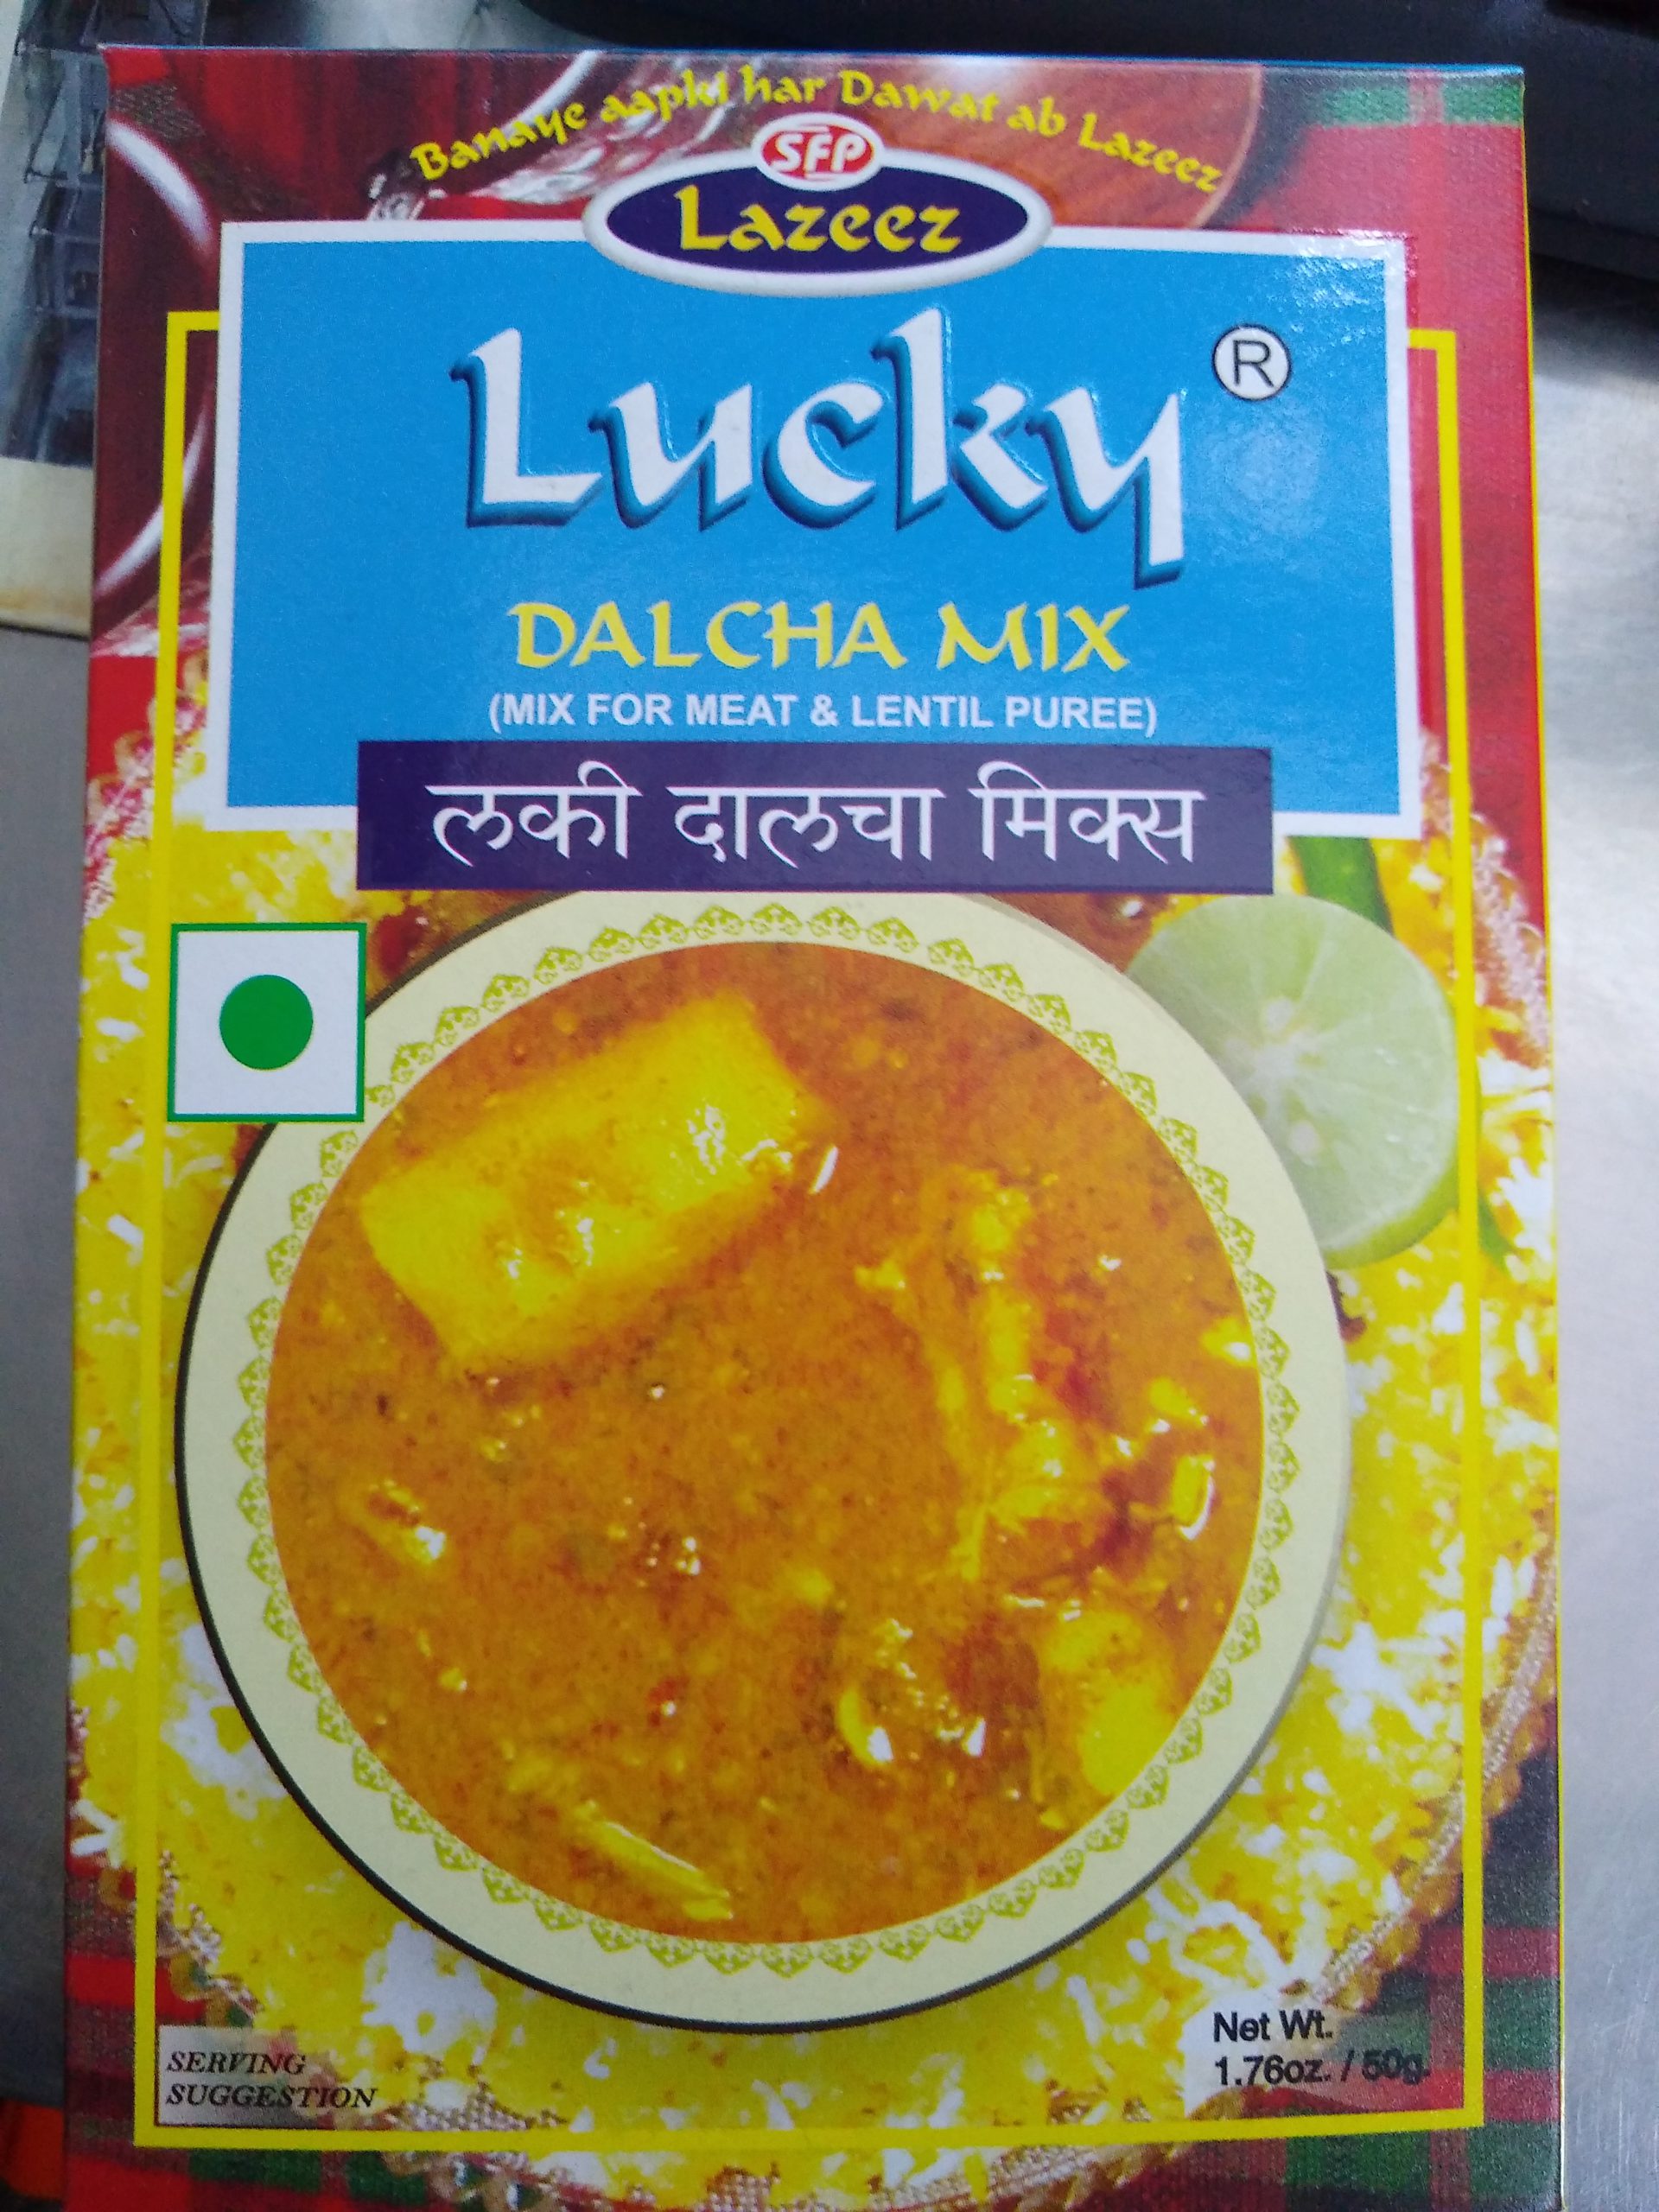 Banaye aapki har Dawat ab Lazeez
SFP
Lazeez
Lucky ®
DALCHA MIX
(MIX FOR MEAT & LENTIL PUREE)
लकी दालचा मिक्स
SERVING
SUGGESTION
Net Wt.
1.76oz. / 50g.